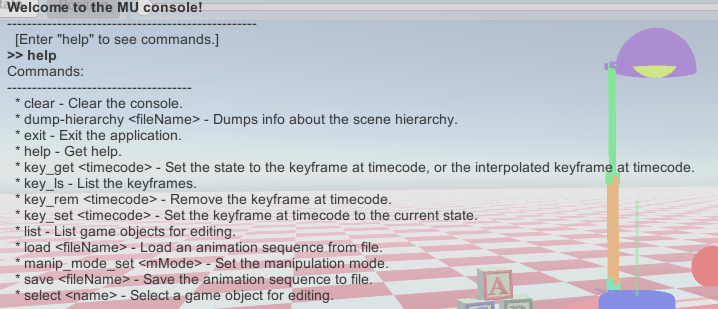 Welcome to the MU console!
----------------------------------------------------
[Enter "help" to see commands.]
>> help
Commands:
--------------------------------------
* clear - Clear the console.
* dump-hierarchy <fileName> - Dumps info about the scene hierarchy.
* exit - Exit the application.
* help - Get help.
* key_get <timecode> - Set the state to the keyframe at timecode, or the interpolated keyframe at timecode.
* key_ls - List the keyframes.
* key_rem <timecode> - Remove the keyframe at timecode.
* key_set <timecode> - Set the keyframe at timecode to the current state.
* list - List game objects for editing.
* load <fileName> - Load an animation sequence from file.
* manip_mode_set <mMode> - Set the manipulation mode.
* save <fileName> - Save the animation sequence to file.
* select <name> - Select a game object for editing.
A